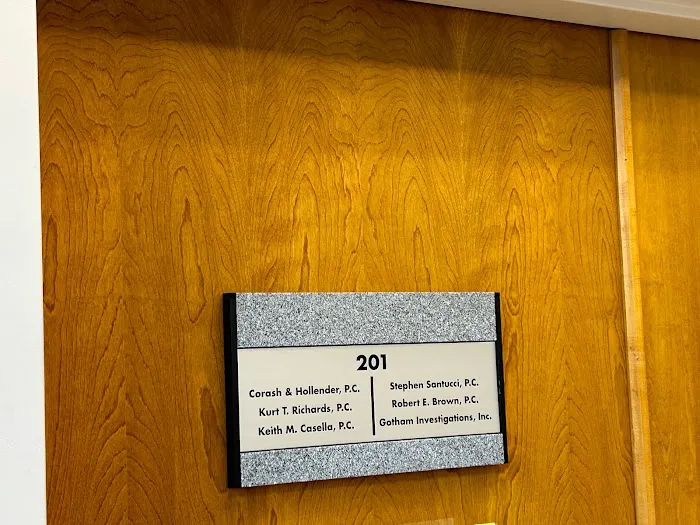 201
Corash & Hollender, P.C.
Kurt T. Richards, P.C.
Keith M. Casella, P.C.
Stephen Santucci, P.C.
Robert E. Brown, P.C.
Gotham Investigations, Inc.